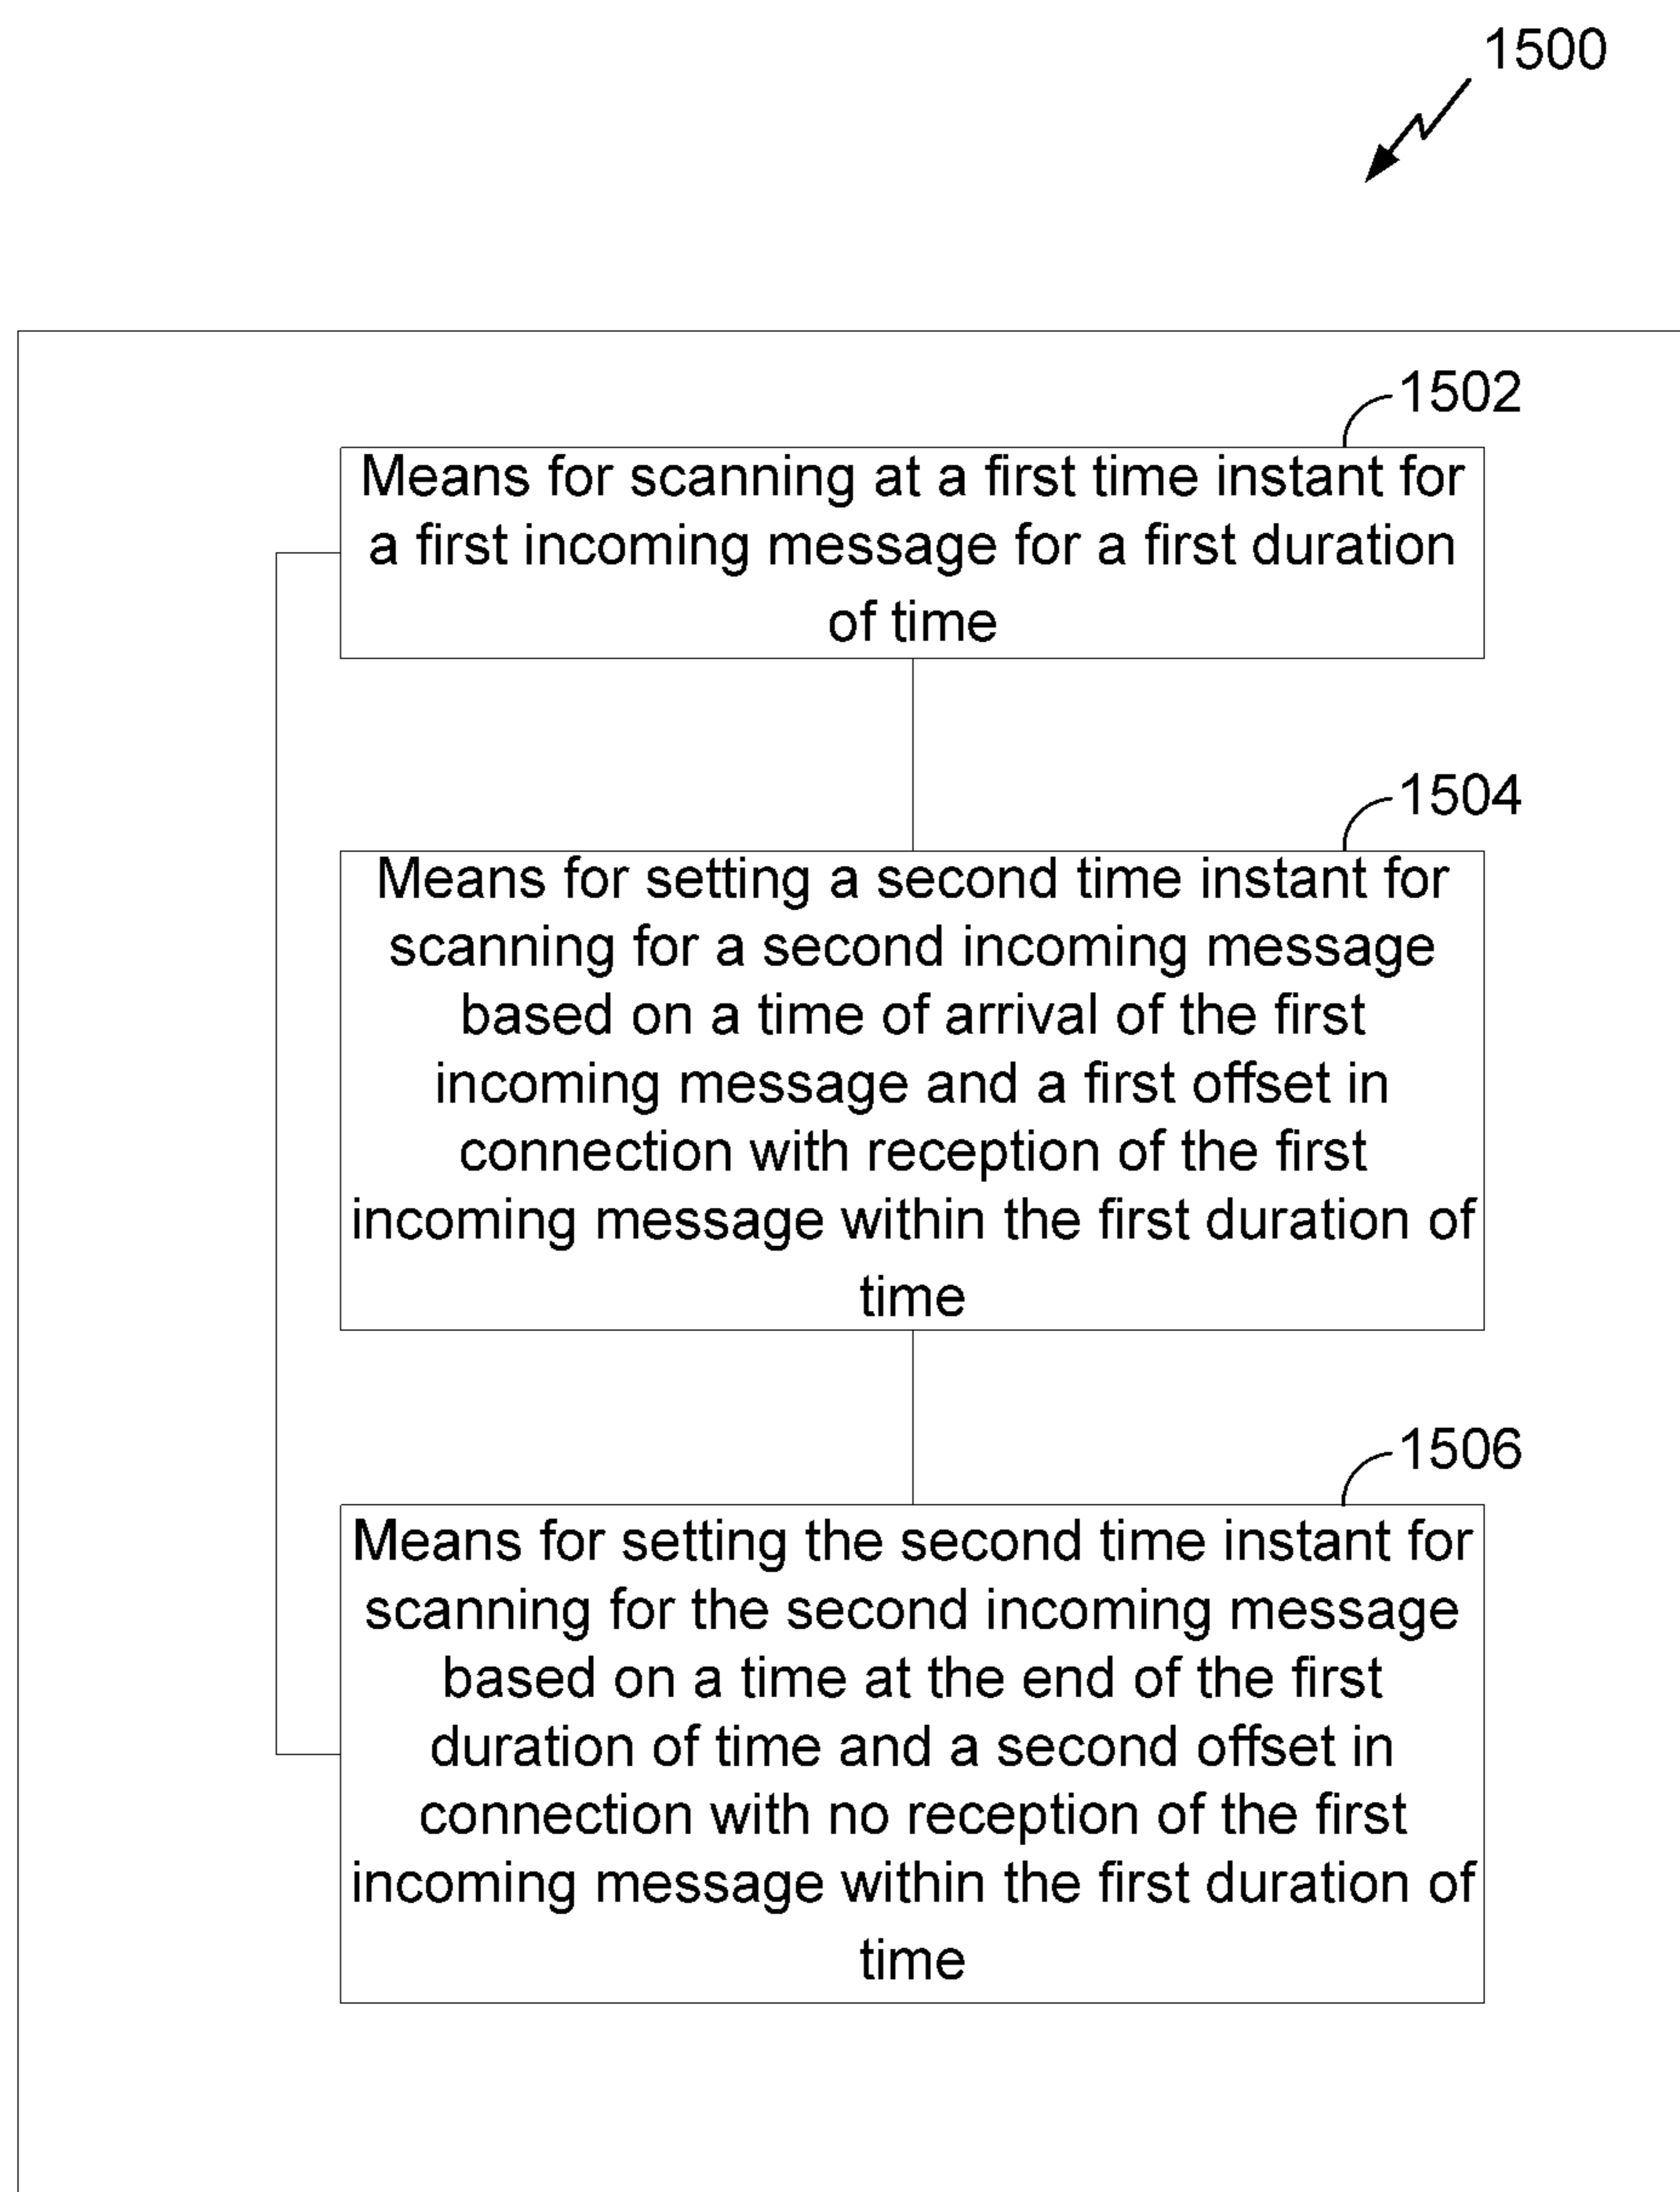 1500
1502
Means for scanning at a first time instant for
a first incoming message for a first duration
of time
1504
Means for setting a second time instant for
scanning for a second incoming message
based on a time of arrival of the first
incoming message and a first offset in
connection with reception of the first
incoming message within the first duration of
time
1506
Means for setting the second time instant for
scanning for the second incoming message
based on a time at the end of the first
duration of time and a second offset in
connection with no reception of the first
incoming message within the first duration of
time